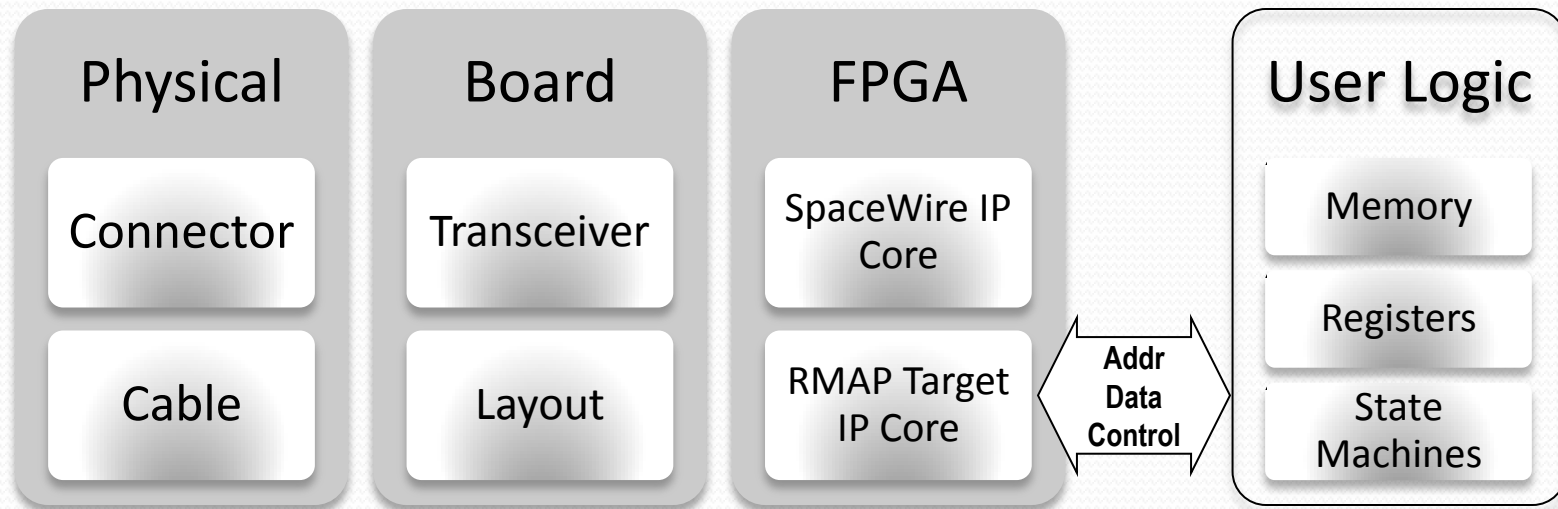 Physical
Connector
Cable
Board
Transceiver
Layout
FPGA
SpaceWire IP
Core
RMAP Target
IP Core
Addr
Data
Control
User Logic
Memory
Registers
State
Machines